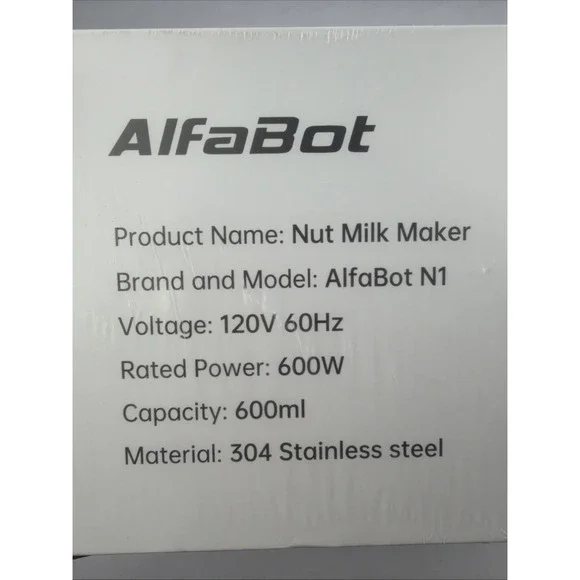 AlfaBot
Product Name: Nut Milk Maker
Brand and Model: AlfaBot N1
Voltage: 120V 60Hz
Rated Power: 600W
Capacity: 600ml
Material: 304 Stainless steel